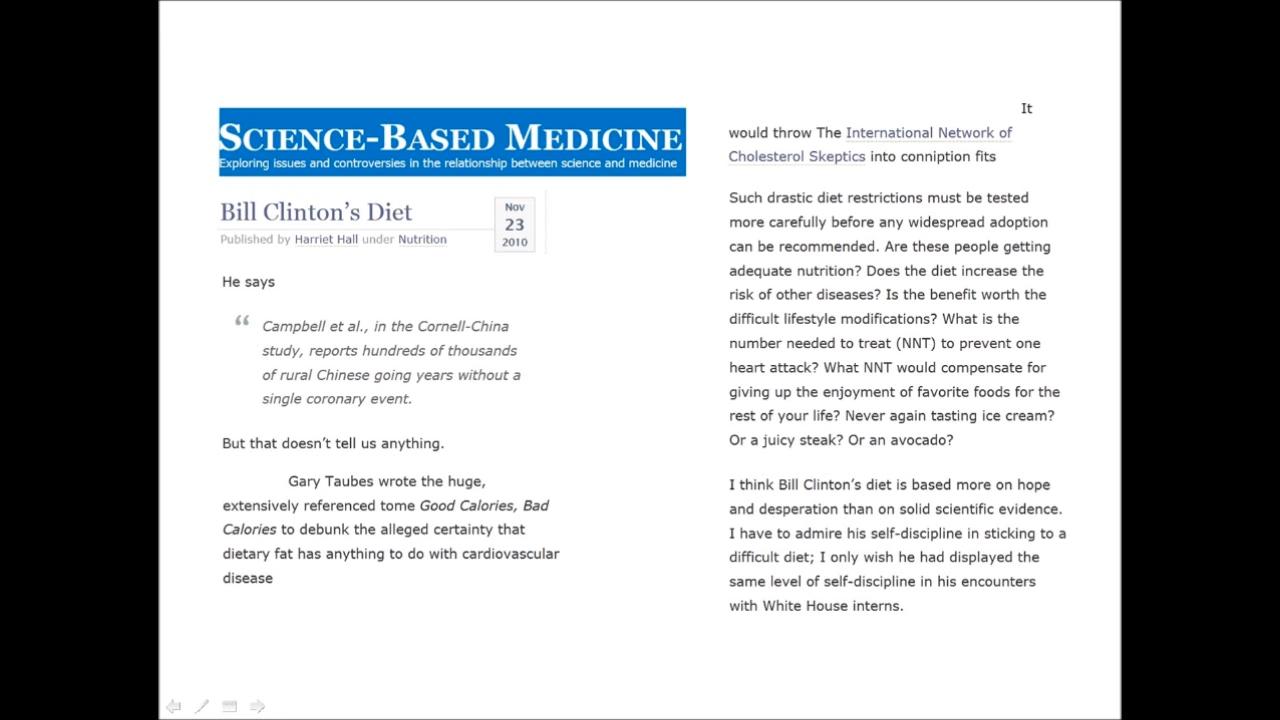 SCIENCE-BASED MEDICINE
Exploring issues and controversies in the relationship between science and medicine
Bill Clinton's Diet
Published by Harriet Hall under Nutrition
Nov
23
2010
He says
“
Campbell et al., in the Cornell-China
study, reports hundreds of thousands
of rural Chinese going years without a
single coronary event.
But that doesn't tell us anything.
Gary Taubes wrote the huge,
extensively referenced tome Good Calories, Bad
Calories to debunk the alleged certainty that
dietary fat has anything to do with cardiovascular
disease
It
would throw The International Network of
Cholesterol Skeptics into conniption fits
Such drastic diet restrictions must be tested
more carefully before any widespread adoption
can be recommended. Are these people getting
adequate nutrition? Does the diet increase the
risk of other diseases? Is the benefit worth the
difficult lifestyle modifications? What is the
number needed to treat (NNT) to prevent one
heart attack? What NNT would compensate for
giving up the enjoyment of favorite foods for the
rest of your life? Never again tasting ice cream?
Or a juicy steak? Or an avocado?
I think Bill Clinton's diet is based more on hope
and desperation than on solid scientific evidence.
I have to admire his self-discipline in sticking to a
difficult diet; I only wish he had displayed the
same level of self-discipline in his encounters
with White House interns.